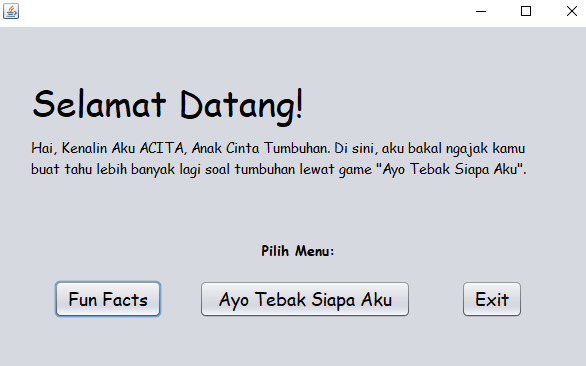 Selamat Datang!
Hai, Kenalin Aku ACITA, Anak Cinta Tumbuhan. Di sini, aku bakal ngajak kamu
buat tahu lebih banyak lagi soal tumbuhan lewat game "Ayo Tebak Siapa Aku".
Pilih Menu:
Fun Facts Ayo Tebak Siapa Aku Exit